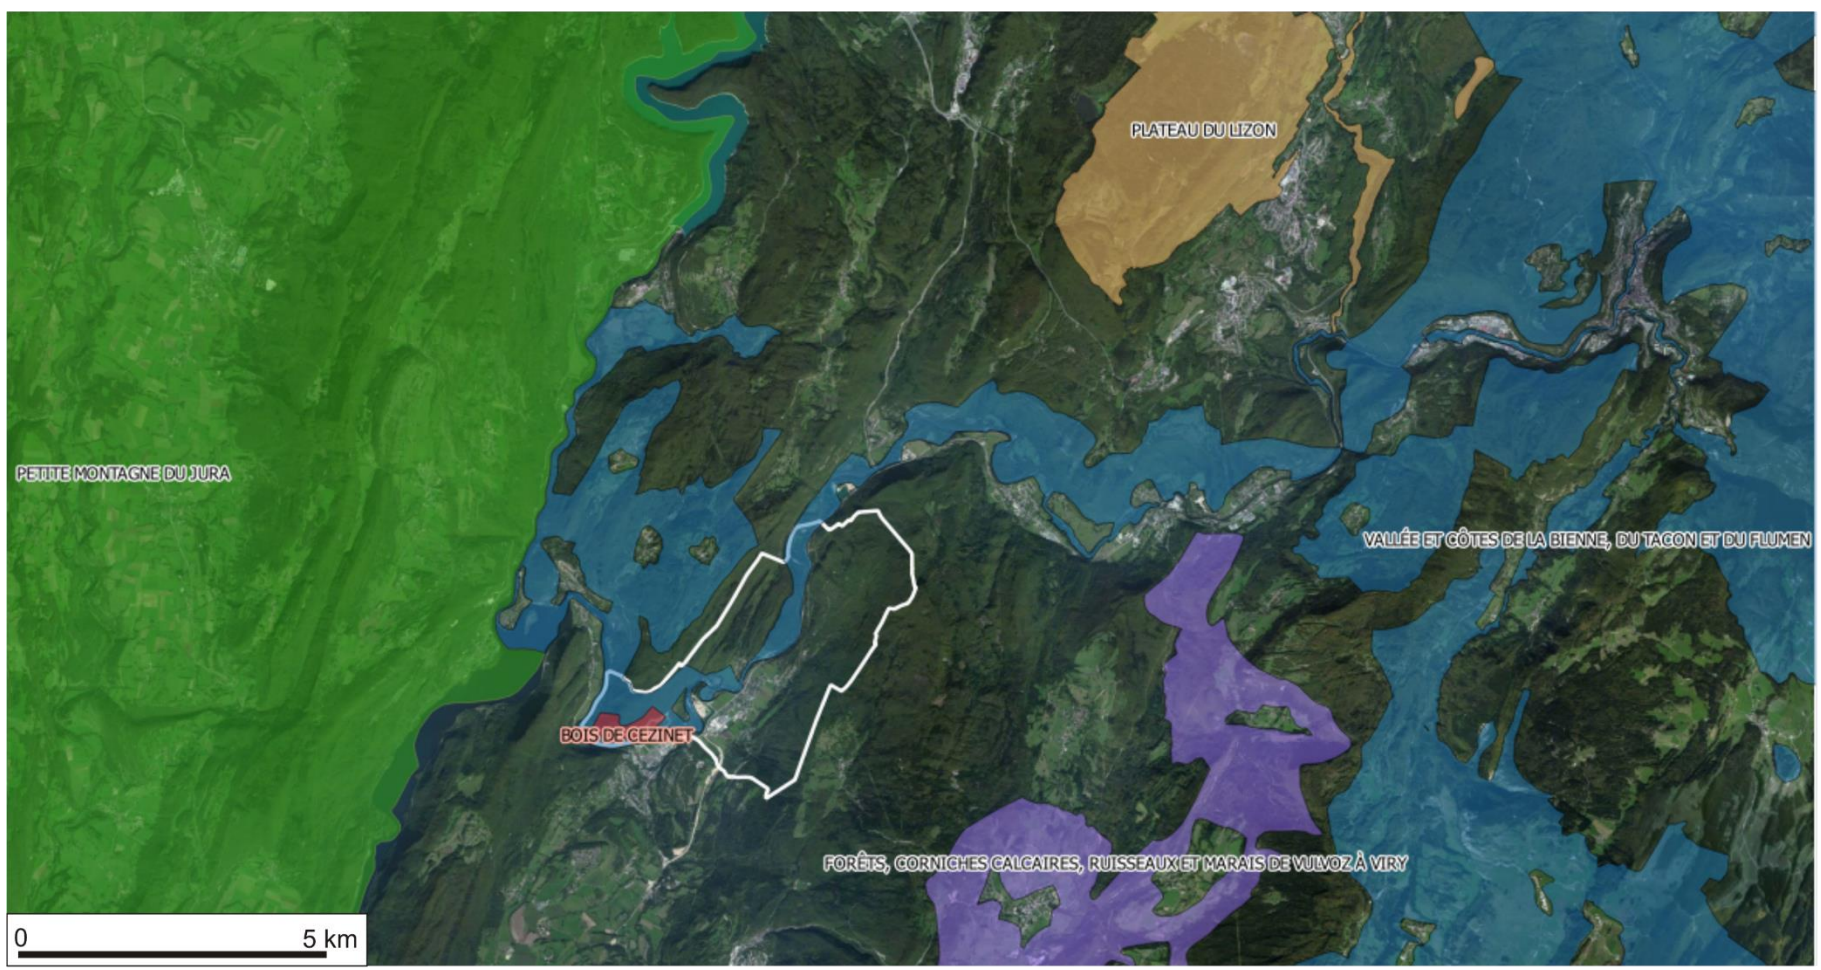 PLATEAU DU LIZON
PETITE MONTAGNE DU JURA
VALLÉE ET CÔTES DE LA BIENNE, DU TACON ET DU FLUMEN
BOIS DE CEZINET
FORÊTS, CORNICHES CALCAIRES, RUISSEAUX ET MARAIS DE VULVOZ À VIRY
0 5 km